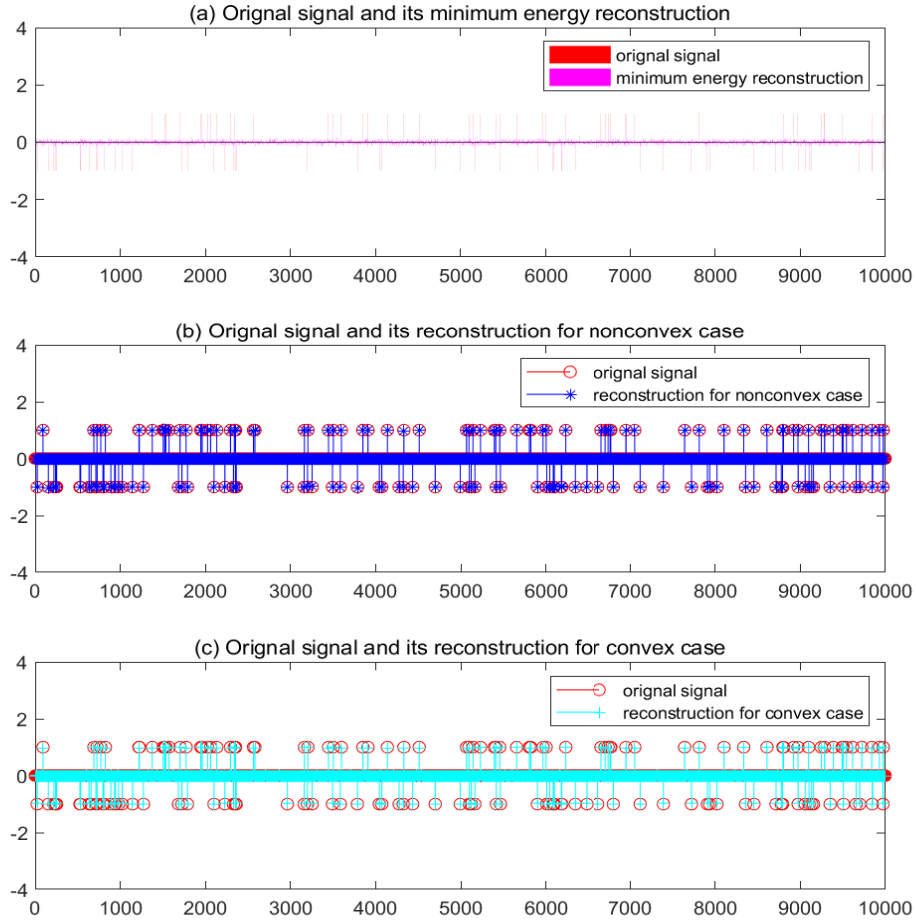 (a) Orignal signal and its minimum energy reconstruction
4
2
0
-2
-4
orignal signal
minimum energy reconstruction
0 1000 2000 3000 4000 5000 6000 7000 8000 9000 10000
(b) Orignal signal and its reconstruction for nonconvex case
4
2
0
-2
-4
orignal signal
reconstruction for nonconvex case
0 1000 2000 3000 4000 5000 6000 7000 8000 9000 10000
(c) Orignal signal and its reconstruction for convex case
4
2
0
-2
-4
orignal signal
reconstruction for convex case
0 1000 2000 3000 4000 5000 6000 7000 8000 9000 10000